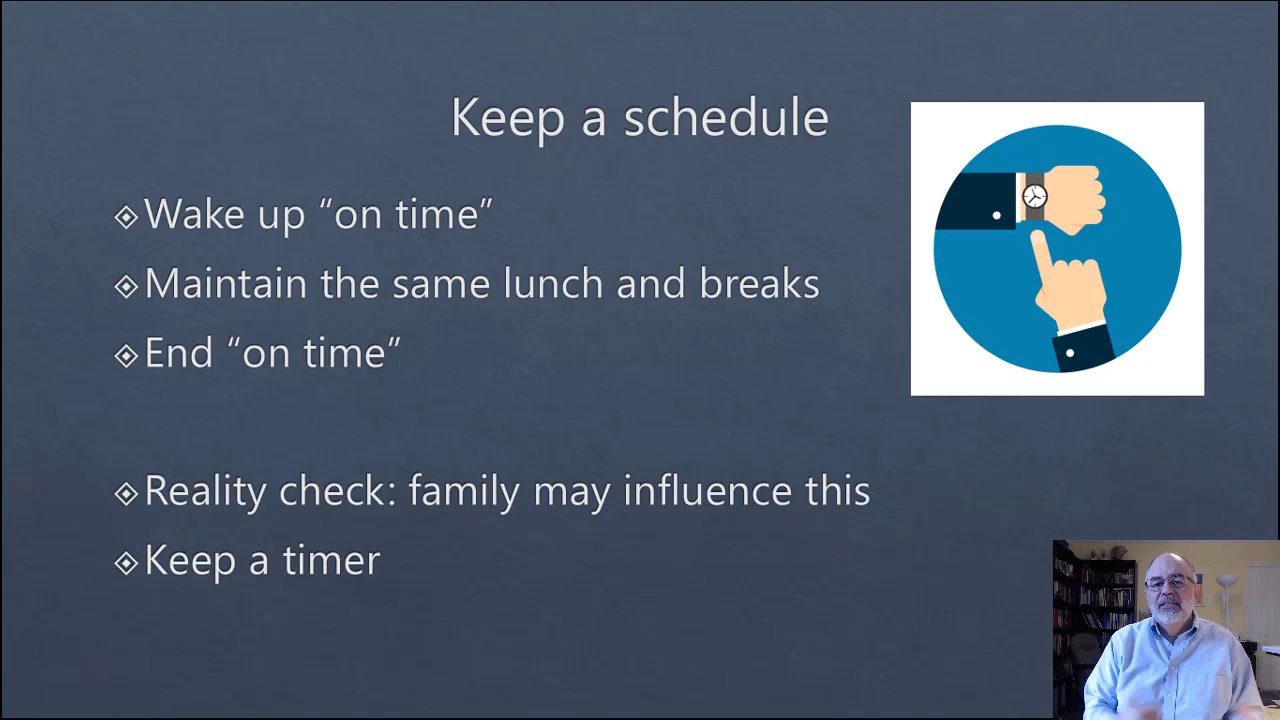 Keep a schedule
Wake up “on time”
Maintain the same lunch and breaks
End “on time”
Reality check: family may influence this
Keep a timer